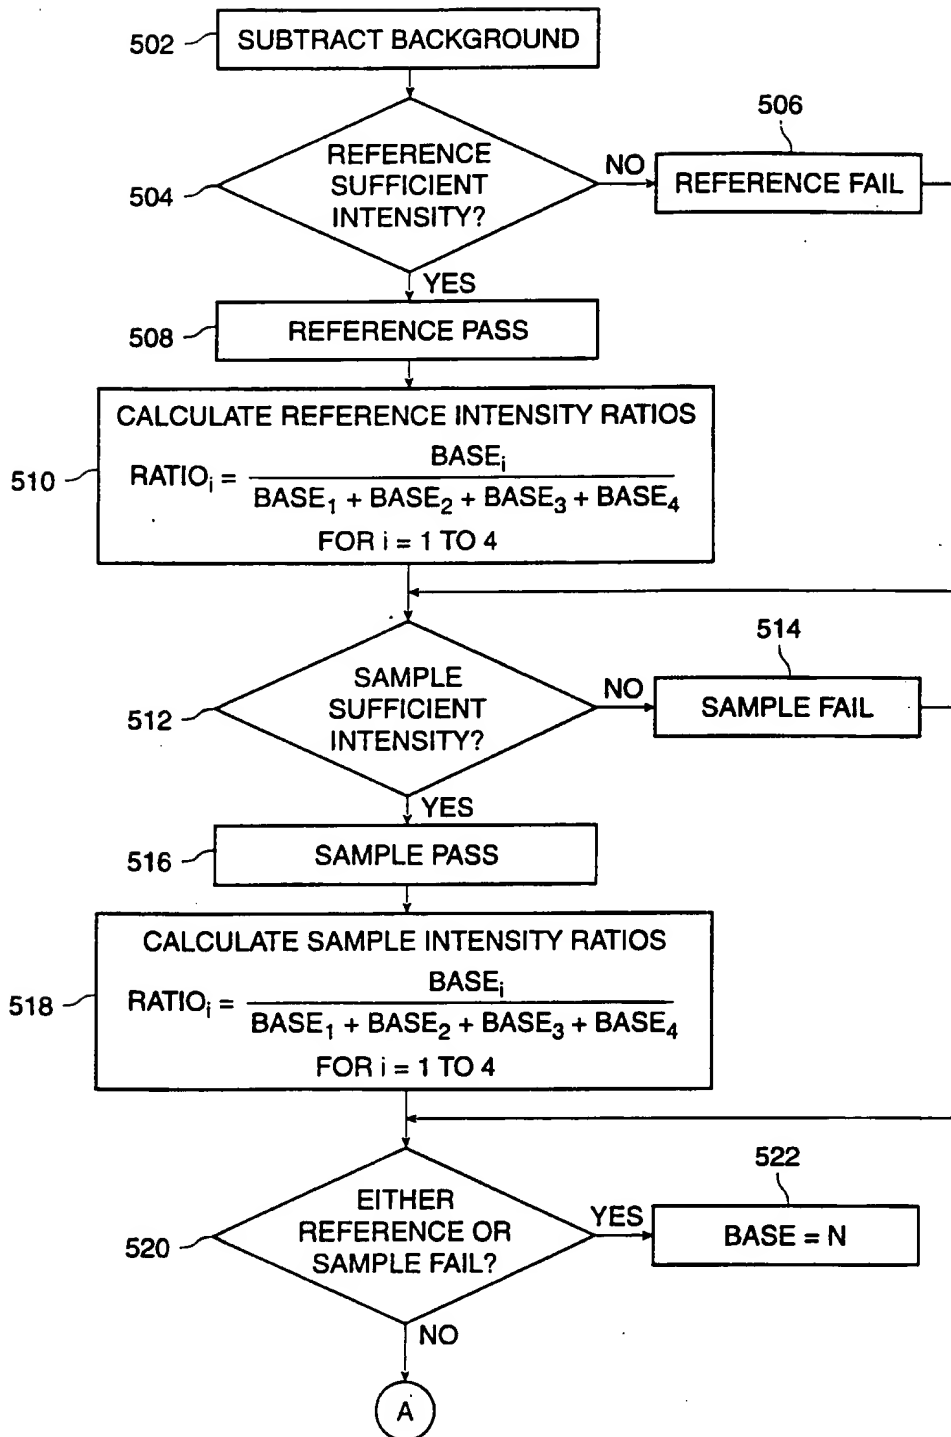 502
SUBTRACT BACKGROUND
504
REFERENCE
SUFFICIENT
INTENSITY?
NO
506
REFERENCE FAIL
YES
508
REFERENCE PASS
510
CALCULATE REFERENCE INTENSITY RATIOS
RATIOi = BASEi
BASE1 + BASE2 + BASE3 + BASE4
FOR i = 1 TO 4
512
SAMPLE
SUFFICIENT
INTENSITY?
NO
514
SAMPLE FAIL
YES
516
SAMPLE PASS
518
CALCULATE SAMPLE INTENSITY RATIOS
RATIOi = BASEi
BASE1 + BASE2 + BASE3 + BASE4
FOR i = 1 TO 4
520
EITHER
REFERENCE OR
SAMPLE FAIL?
YES
522
BASE = N
NO
A